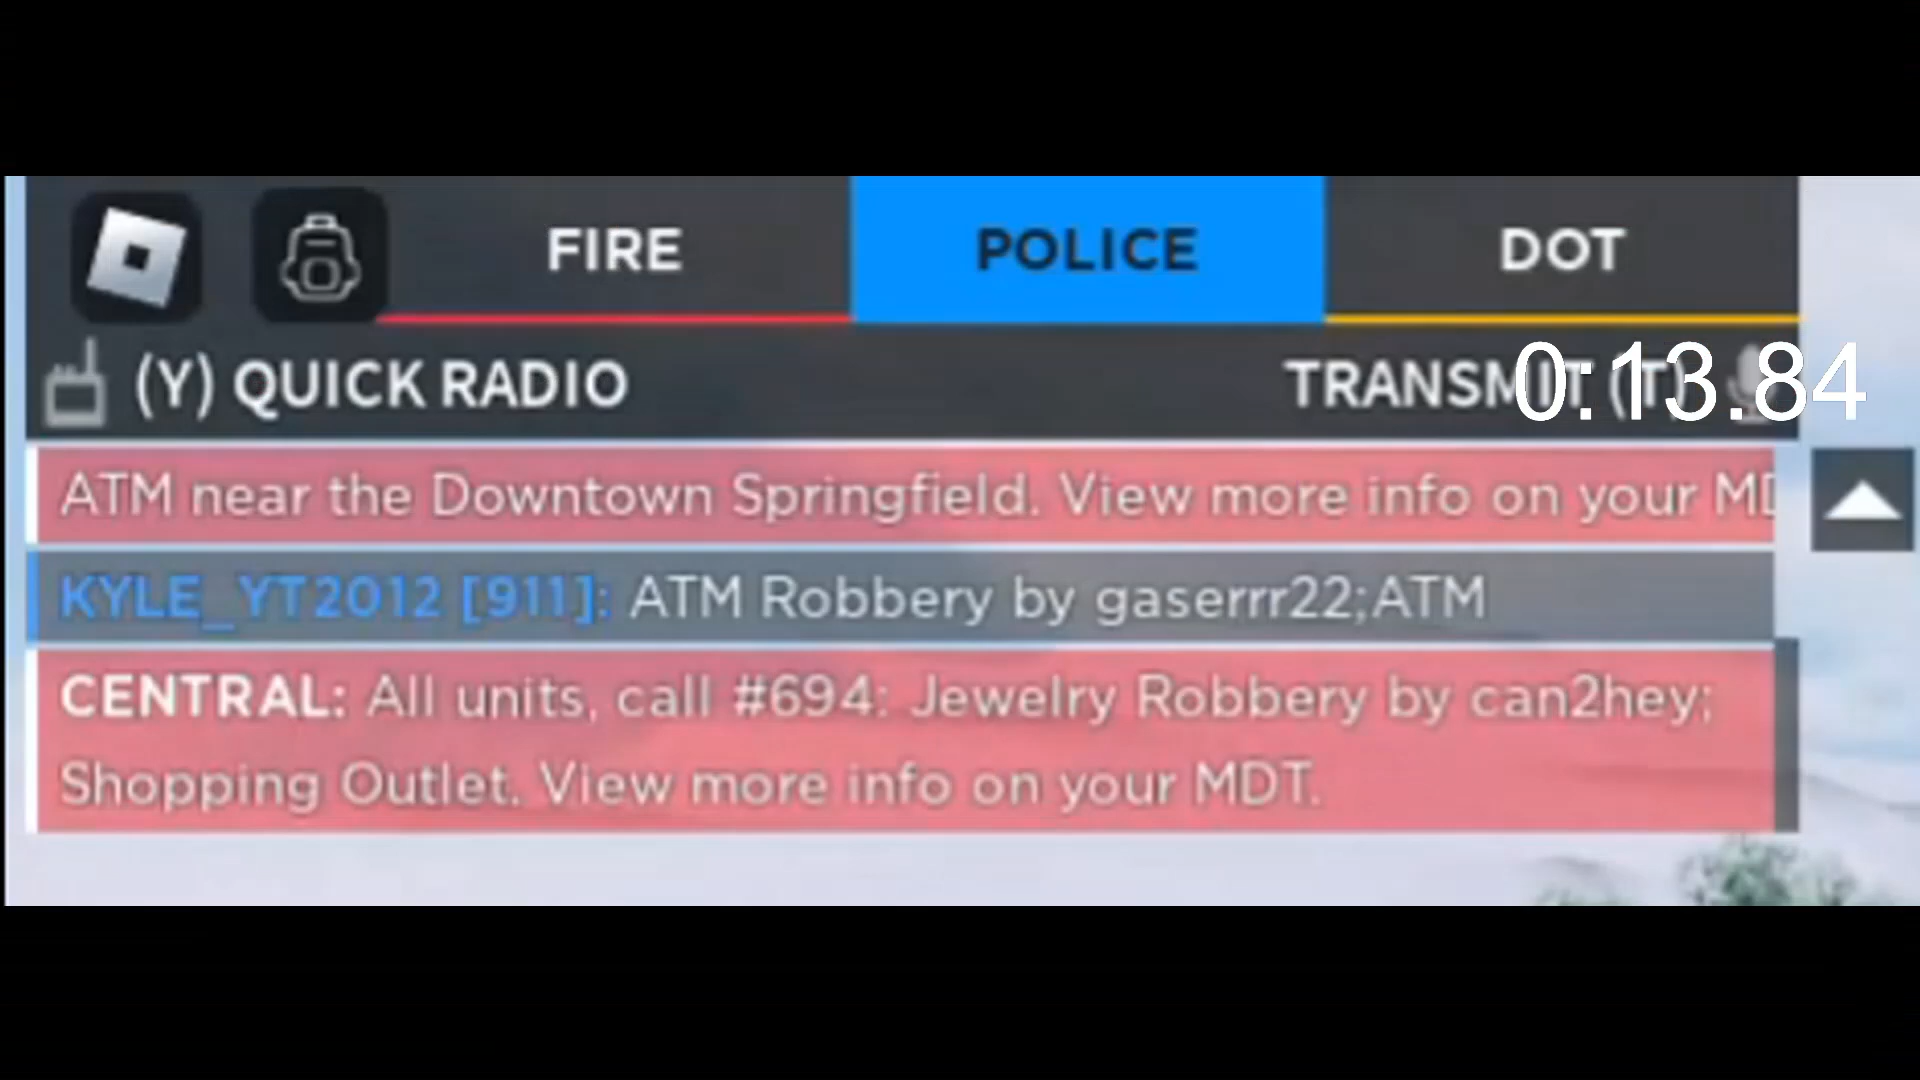 FIRE POLICE DOT
(Y) QUICK RADIO TRANSMIT (T)
0:13.84
ATM near the Downtown Springfield. View more info on your MD
KYLE_YT2012 [911]: ATM Robbery by gaserrr22;ATM
CENTRAL: All units, call #694: Jewelry Robbery by can2hey;
Shopping Outlet. View more info on your MDT.